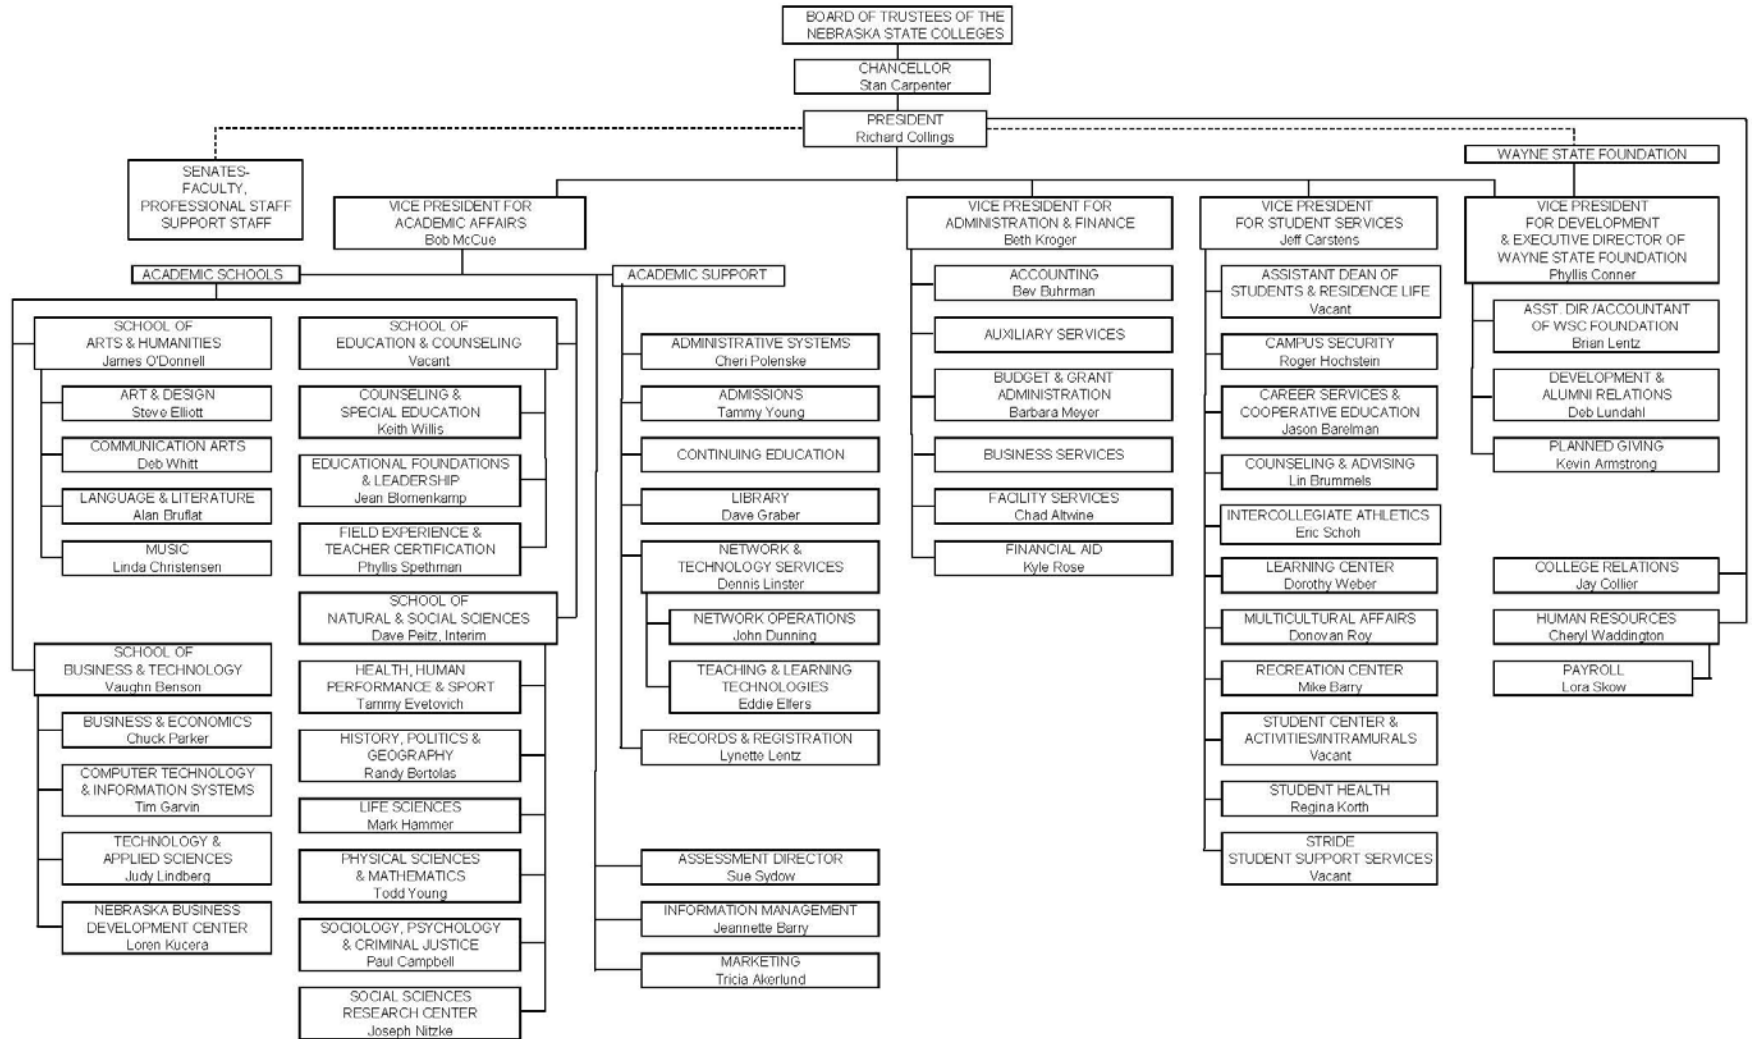 BOARD OF TRUSTEES OF THE
NEBRASKA STATE COLLEGES
CHANCELLOR
Stan Carpenter
PRESIDENT
Richard Collings
SENATES-
FACULTY,
PROFESSIONAL STAFF
SUPPORT STAFF
WAYNE STATE FOUNDATION
VICE PRESIDENT FOR
ACADEMIC AFFAIRS
Bob McCue
ACADEMIC SCHOOLS
SCHOOL OF
ARTS & HUMANITIES
James O'Donnell
ART & DESIGN
Steve Elliott
COMMUNICATION ARTS
Deb Whitt
LANGUAGE & LITERATURE
Alan Bruflat
MUSIC
Linda Christensen
SCHOOL OF
BUSINESS & TECHNOLOGY
Vaughn Benson
BUSINESS & ECONOMICS
Chuck Parker
COMPUTER TECHNOLOGY
& INFORMATION SYSTEMS
Tim Garvin
TECHNOLOGY &
APPLIED SCIENCES
Judy Lindberg
NEBRASKA BUSINESS
DEVELOPMENT CENTER
Loren Kucera
SCHOOL OF
EDUCATION & COUNSELING
Vacant
COUNSELING &
SPECIAL EDUCATION
Keith Willis
EDUCATIONAL FOUNDATIONS
& LEADERSHIP
Jean Blomenkamp
FIELD EXPERIENCE &
TEACHER CERTIFICATION
Phyllis Spethman
SCHOOL OF
NATURAL & SOCIAL SCIENCES
Dave Peitz, Interim
HEALTH, HUMAN
PERFORMANCE & SPORT
Tammy Evetovich
HISTORY, POLITICS &
GEOGRAPHY
Randy Bertolas
LIFE SCIENCES
Mark Hammer
PHYSICAL SCIENCES
& MATHEMATICS
Todd Young
SOCIOLOGY, PSYCHOLOGY
& CRIMINAL JUSTICE
Paul Campbell
SOCIAL SCIENCES
RESEARCH CENTER
Joseph Nitzke
ACADEMIC SUPPORT
ADMINISTRATIVE SYSTEMS
Cheri Polenske
ADMISSIONS
Tammy Young
CONTINUING EDUCATION
LIBRARY
Dave Graber
NETWORK &
TECHNOLOGY SERVICES
Dennis Linster
NETWORK OPERATIONS
John Dunning
TEACHING & LEARNING
TECHNOLOGIES
Eddie Elfers
RECORDS & REGISTRATION
Lynette Lentz
ASSESSMENT DIRECTOR
Sue Sydow
INFORMATION MANAGEMENT
Jeannette Barry
MARKETING
Tricia Akerlund
VICE PRESIDENT FOR
ADMINISTRATION & FINANCE
Beth Kroger
ACCOUNTING
Bev Buhrman
AUXILIARY SERVICES
BUDGET & GRANT
ADMINISTRATION
Barbara Meyer
BUSINESS SERVICES
FACILITY SERVICES
Chad Altwine
FINANCIAL AID
Kyle Rose
VICE PRESIDENT
FOR STUDENT SERVICES
Jeff Carstens
ASSISTANT DEAN OF
STUDENTS & RESIDENCE LIFE
Vacant
CAMPUS SECURITY
Roger Hochstein
CAREER SERVICES &
COOPERATIVE EDUCATION
Jason Barelman
COUNSELING & ADVISING
Lin Brummels
INTERCOLLEGIATE ATHLETICS
Eric Schoh
LEARNING CENTER
Dorothy Weber
MULTICULTURAL AFFAIRS
Donovan Roy
RECREATION CENTER
Mike Barry
STUDENT CENTER &
ACTIVITIES/INTRAMURALS
Vacant
STUDENT HEALTH
Regina Korth
STRIDE
STUDENT SUPPORT SERVICES
Vacant
VICE PRESIDENT
FOR DEVELOPMENT
& EXECUTIVE DIRECTOR OF
WAYNE STATE FOUNDATION
Phyllis Conner
ASST. DIR./ACCOUNTANT
OF WSC FOUNDATION
Brian Lentz
DEVELOPMENT &
ALUMNI RELATIONS
Deb Lundahl
PLANNED GIVING
Kevin Armstrong
COLLEGE RELATIONS
Jay Collier
HUMAN RESOURCES
Cheryl Waddington
PAYROLL
Lora Skow